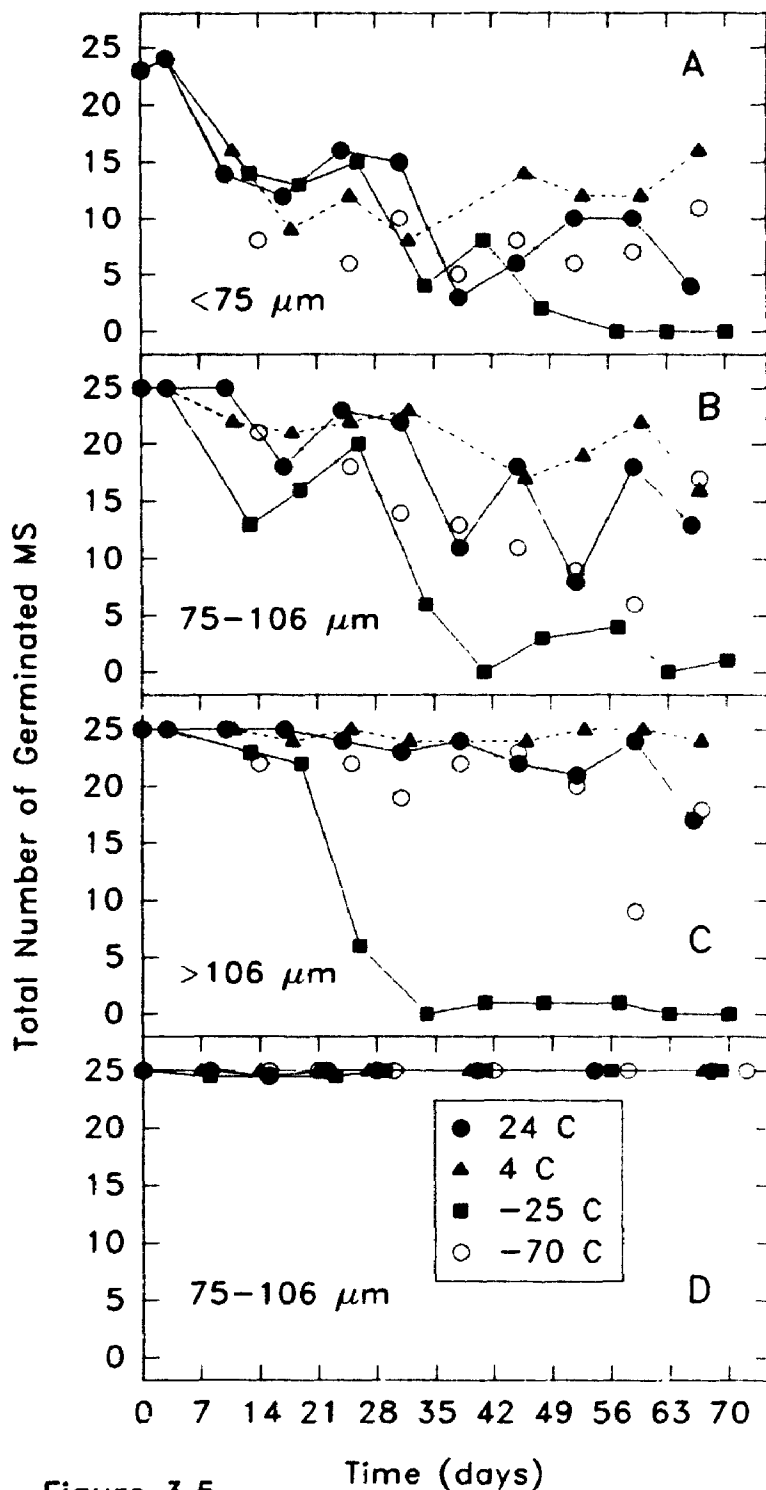 Total Number of Germinated MS
25
20
15
10
5
0
A
<75 μm
25
20
15
10
5
0
B
75-106 μm
25
20
15
10
5
0
C
>106 μm
25
20
15
10
5
0
24 C
4 C
-25 C
-70 C
75-106 μm
D
0 7 14 21 28 35 42 49 56 63 70
Time (days)
Figure 3.5